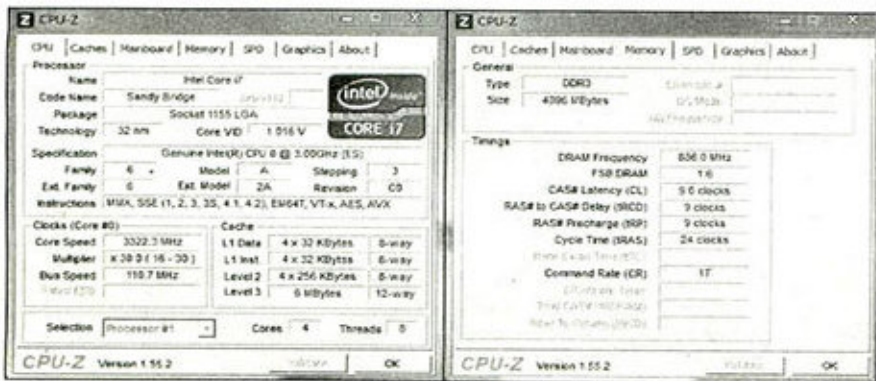 CPU-Z
CPU Caches Mainboard Memory SPD Graphics About
Processor
Name Intel Core i7
Code Name Sandy Bridge
Package Socket 1155 LGA
Technology 32 nm Core VID 1.016 V
intel inside
CORE i7
Specification Genuine Intel(R) CPU 0 @ 3.00GHz (ES)
Family 6 Model A Stepping 3
Ext. Family 6 Ext. Model 2A Revision C0
Instructions MMX, SSE (1, 2, 3, 3S, 4.1, 4.2), EM64T, VT-x, AES, AVX
Clocks (Core #0)
Core Speed 3322.3 MHz
Multiplier x 30.0 ( 16 - 30 )
Bus Speed 110.7 MHz
Cache
L1 Data 4 x 32 KBytes 8-way
L1 Inst. 4 x 32 KBytes 8-way
Level 2 4 x 256 KBytes 8-way
Level 3 6 MBytes 12-way
Selection Processor #1 Cores 4 Threads 8
CPU-Z Version 1.55.2 Validate OK
CPU-Z
CPU Caches Mainboard Memory SPD Graphics About
General
Type DDR3
Size 4096 MBytes
Timings
DRAM Frequency
FSB:DRAM 1:6
CAS# Latency (CL) 9.0 clocks
RAS# to CAS# Delay (tRCD) 9 clocks
RAS# Precharge (tRP) 9 clocks
Cycle Time (tRAS) 24 clocks
Command Rate (CR) 1T
CPU-Z Version 1.55.2 Validate OK